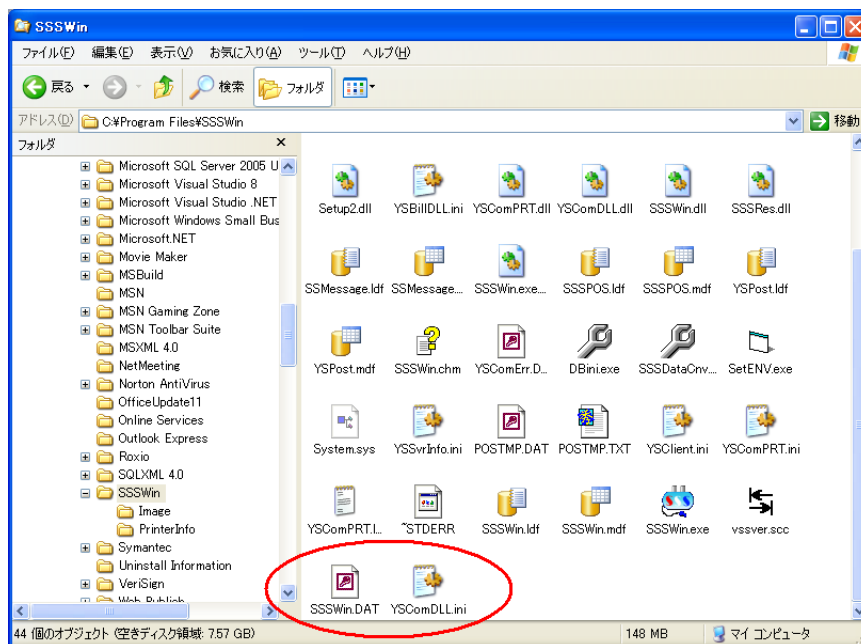 SSSWin
ファイル(F) 編集(E) 表示(V) お気に入り(A) ツール(T) ヘルプ(H)
戻る 検索 フォルダ
アドレス(D) C:¥Program Files¥SSSWin 移動
フォルダ ×
Microsoft SQL Server 2005 U
Microsoft Visual Studio 8
Microsoft Visual Studio .NET
Microsoft Windows Small Bus
Microsoft.NET
Movie Maker
MSBuild
MSN
MSN Gaming Zone
MSN Toolbar Suite
MSXML 4.0
NetMeeting
Norton AntiVirus
OfficeUpdate11
Online Services
Outlook Express
Roxio
SQLXML 4.0
SSSWin
Image
PrinterInfo
Symantec
Uninstall Information
VeriSign
Web Publish
Setup2.dll YSBillDLL.ini YSComPRT.dll YSComDLL.dll SSSWin.dll SSSRes.dll
SSMessage.ldf SSMessage.... SSSWin.exe... SSSPOS.ldf SSSPOS.mdf YSPost.ldf
YSPost.mdf SSSWin.chm YSComErr.D... DBini.exe SSSDataCnv... SetENV.exe
System.sys YSSvrInfo.ini POSTMP.DAT POSTMP.TXT YSClient.ini YSComPRT.ini
YSComPRT.l... ~STDERR SSSWin.ldf SSSWin.mdf SSSWin.exe vssver.scc
SSSWin.DAT YSComDLL.ini
44 個のオブジェクト (空きディスク領域: 7.57 GB) 148 MB マイ コンピュータ